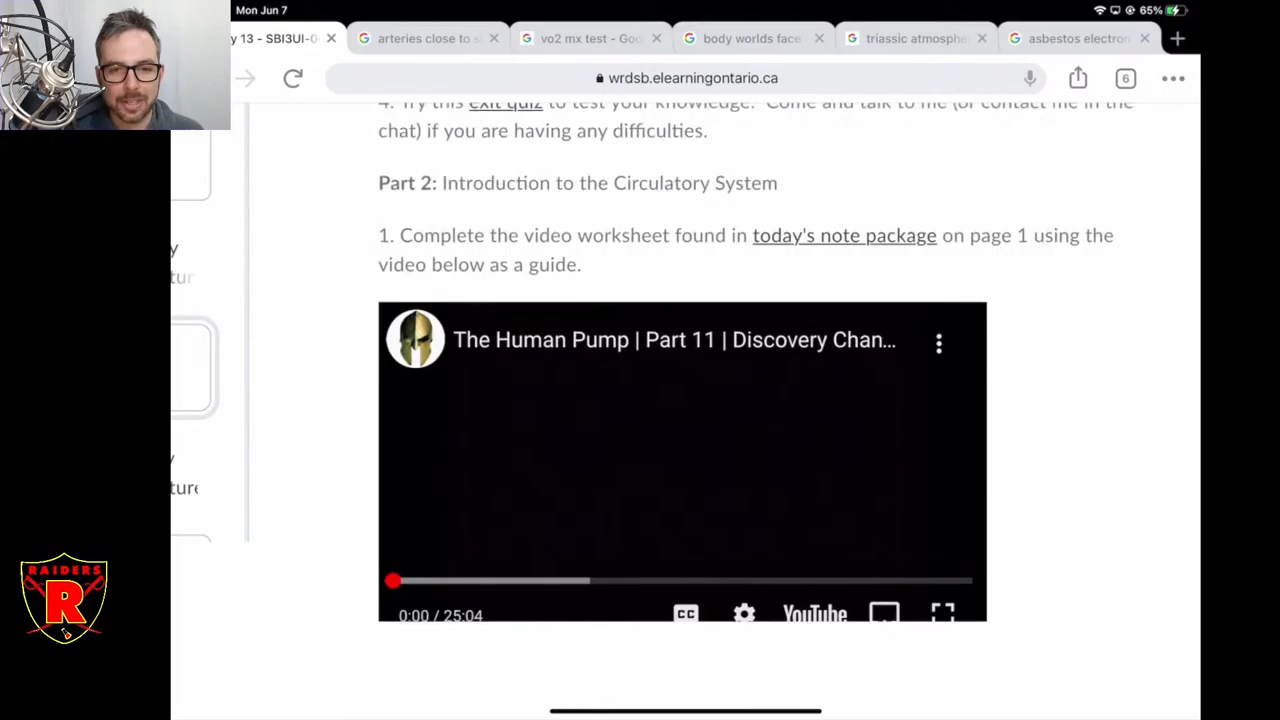 Mon Jun 7
65%
y 13 - SBI3UI-0
arteries close to s
vo2 mx test - Goo
body worlds face
triassic atmosphe
asbestos electron
wrdsb.elearningontario.ca
6
4. Try this exit quiz to test your knowledge. Come and talk to me (or contact me in the
chat) if you are having any difficulties.
Part 2: Introduction to the Circulatory System
1. Complete the video worksheet found in today's note package on page 1 using the
video below as a guide.
y
tur
The Human Pump | Part 11 | Discovery Chan...
y
ture
0:00 / 25:04
CC
YouTube
RAIDERS
R